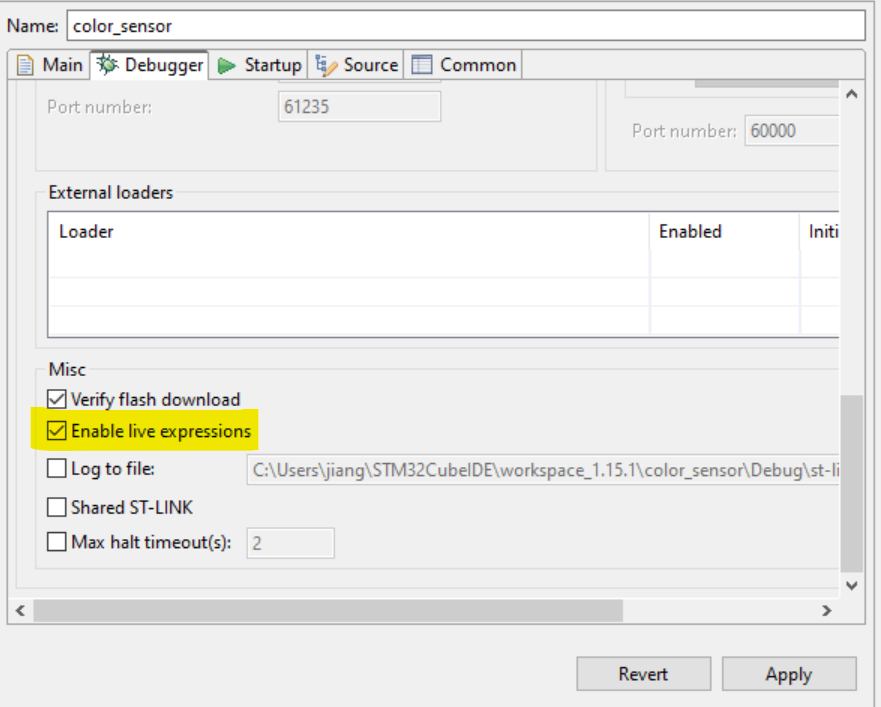 Name: color_sensor
Main Debugger Startup Source Common
Port number: 61235
Port number: 60000
External loaders
Loader Enabled Initi
Misc
Verify flash download
Enable live expressions
Log to file: C:\Users\jiang\STM32CubeIDE\workspace_1.15.1\color_sensor\Debug\st-li
Shared ST-LINK
Max halt timeout(s): 2
Revert Apply